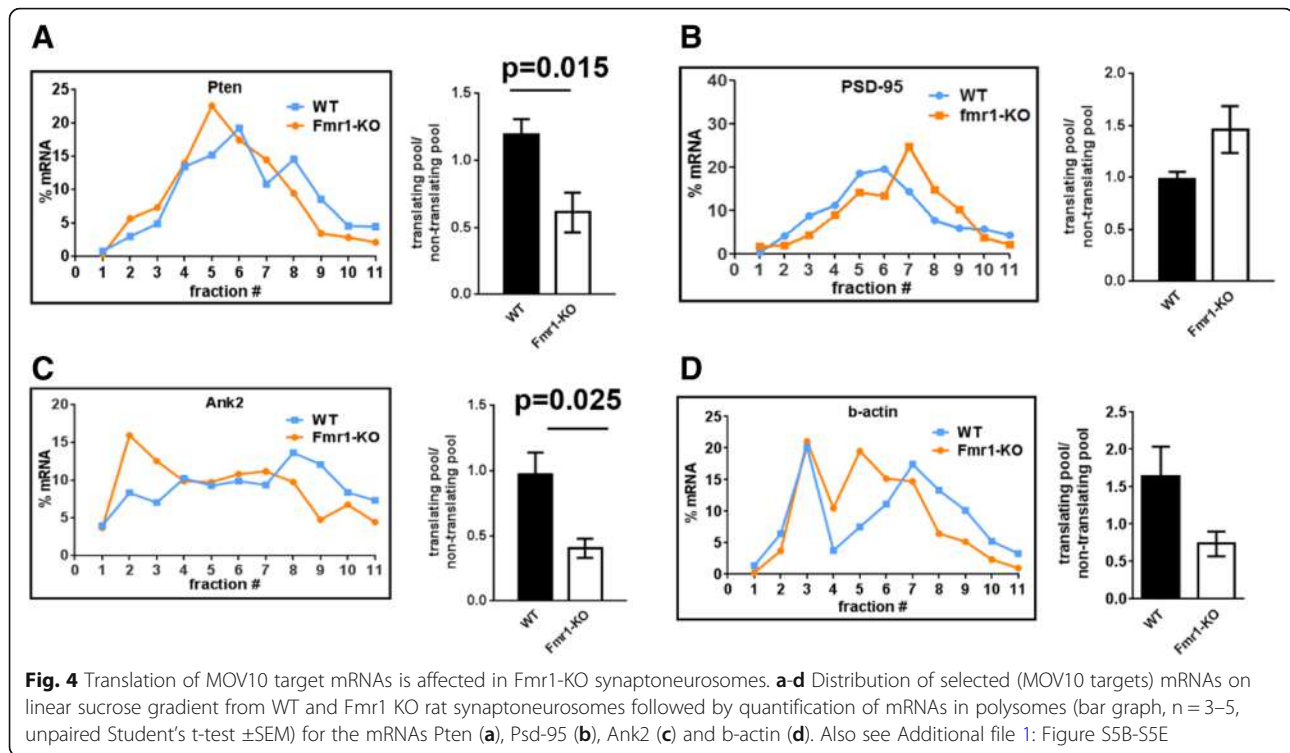 A
Pten
WT
Fmr1-KO
25
20
15
10
5
0
% mRNA
0 1 2 3 4 5 6 7 8 9 10 11
fraction #
p=0.015
1.5
1.0
0.5
0.0
translating pool/
non-translating pool
WT
Fmr1-KO
B
PSD-95
WT
fmr1-KO
40
30
20
10
0
% mRNA
0 1 2 3 4 5 6 7 8 9 10 11
fraction #
2.0
1.5
1.0
0.5
0.0
translating pool/
non-translating pool
WT
Fmr1-KO
C
Ank2
WT
Fmr1-KO
20
15
10
5
0
% mRNA
0 1 2 3 4 5 6 7 8 9 10 11
fraction #
p=0.025
1.5
1.0
0.5
0.0
translating pool/
non-translating pool
WT
Fmr1-KO
D
b-actin
WT
Fmr1-KO
25
20
15
10
5
0
% mRNA
0 1 2 3 4 5 6 7 8 9 10 11
fraction #
2.5
2.0
1.5
1.0
0.5
0.0
translating pool/
non-translating pool
WT
Fmr1-KO
Fig. 4 Translation of MOV10 target mRNAs is affected in Fmr1-KO synaptoneurosomes. a-d Distribution of selected (MOV10 targets) mRNAs on
linear sucrose gradient from WT and Fmr1 KO rat synaptoneurosomes followed by quantification of mRNAs in polysomes (bar graph, n = 3–5,
unpaired Student's t-test ±SEM) for the mRNAs Pten (a), Psd-95 (b), Ank2 (c) and b-actin (d). Also see Additional file 1: Figure S5B-S5E